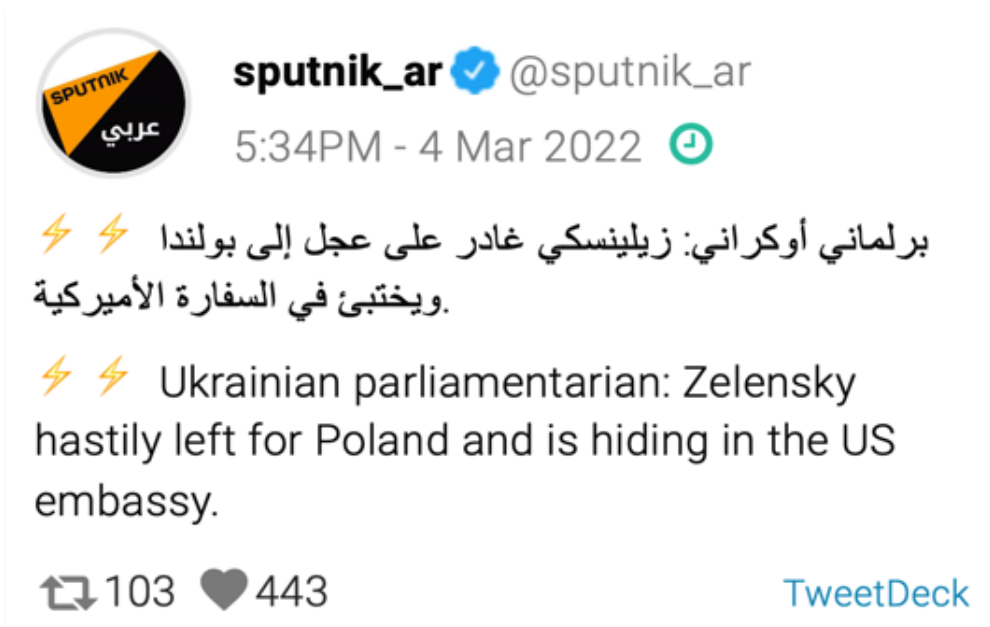 SPUTNIK
عربي
sputnik_ar @sputnik_ar
5:34PM - 4 Mar 2022
⚡ ⚡ برلماني أوكراني: زيلينسكي غادر على عجل إلى بولندا
ويختبئ في السفارة الأميركية.
⚡ ⚡ Ukrainian parliamentarian: Zelensky
hastily left for Poland and is hiding in the US
embassy.
103 443 TweetDeck